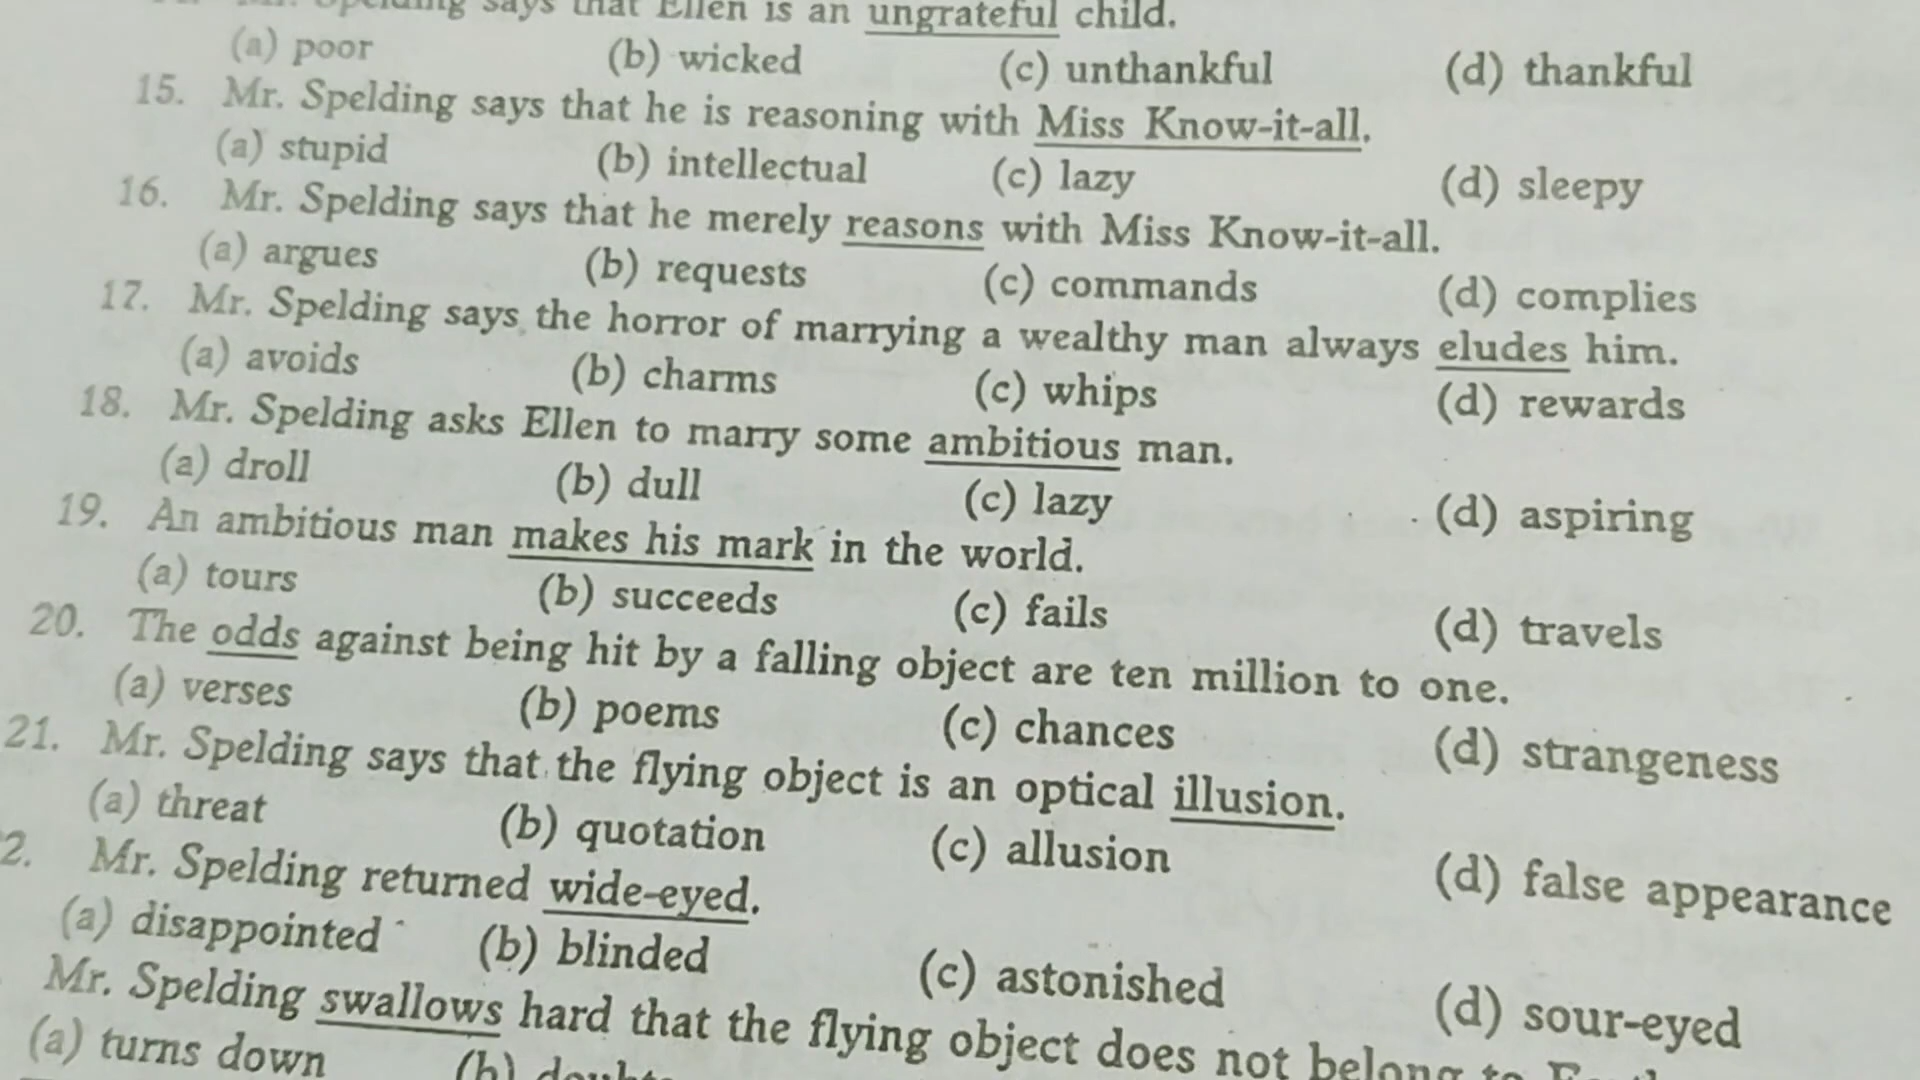 Mr. Spelding says that Ellen is an ungrateful child.
(a) poor (b) wicked (c) unthankful (d) thankful
15. Mr. Spelding says that he is reasoning with Miss Know-it-all.
(a) stupid (b) intellectual (c) lazy (d) sleepy
16. Mr. Spelding says that he merely reasons with Miss Know-it-all.
(a) argues (b) requests (c) commands (d) complies
17. Mr. Spelding says the horror of marrying a wealthy man always eludes him.
(a) avoids (b) charms (c) whips (d) rewards
18. Mr. Spelding asks Ellen to marry some ambitious man.
(a) droll (b) dull (c) lazy (d) aspiring
19. An ambitious man makes his mark in the world.
(a) tours (b) succeeds (c) fails (d) travels
20. The odds against being hit by a falling object are ten million to one.
(a) verses (b) poems (c) chances (d) strangeness
21. Mr. Spelding says that the flying object is an optical illusion.
(a) threat (b) quotation (c) allusion (d) false appearance
2. Mr. Spelding returned wide-eyed.
(a) disappointed (b) blinded (c) astonished (d) sour-eyed
Mr. Spelding swallows hard that the flying object does not belong to
(a) turns down (b)